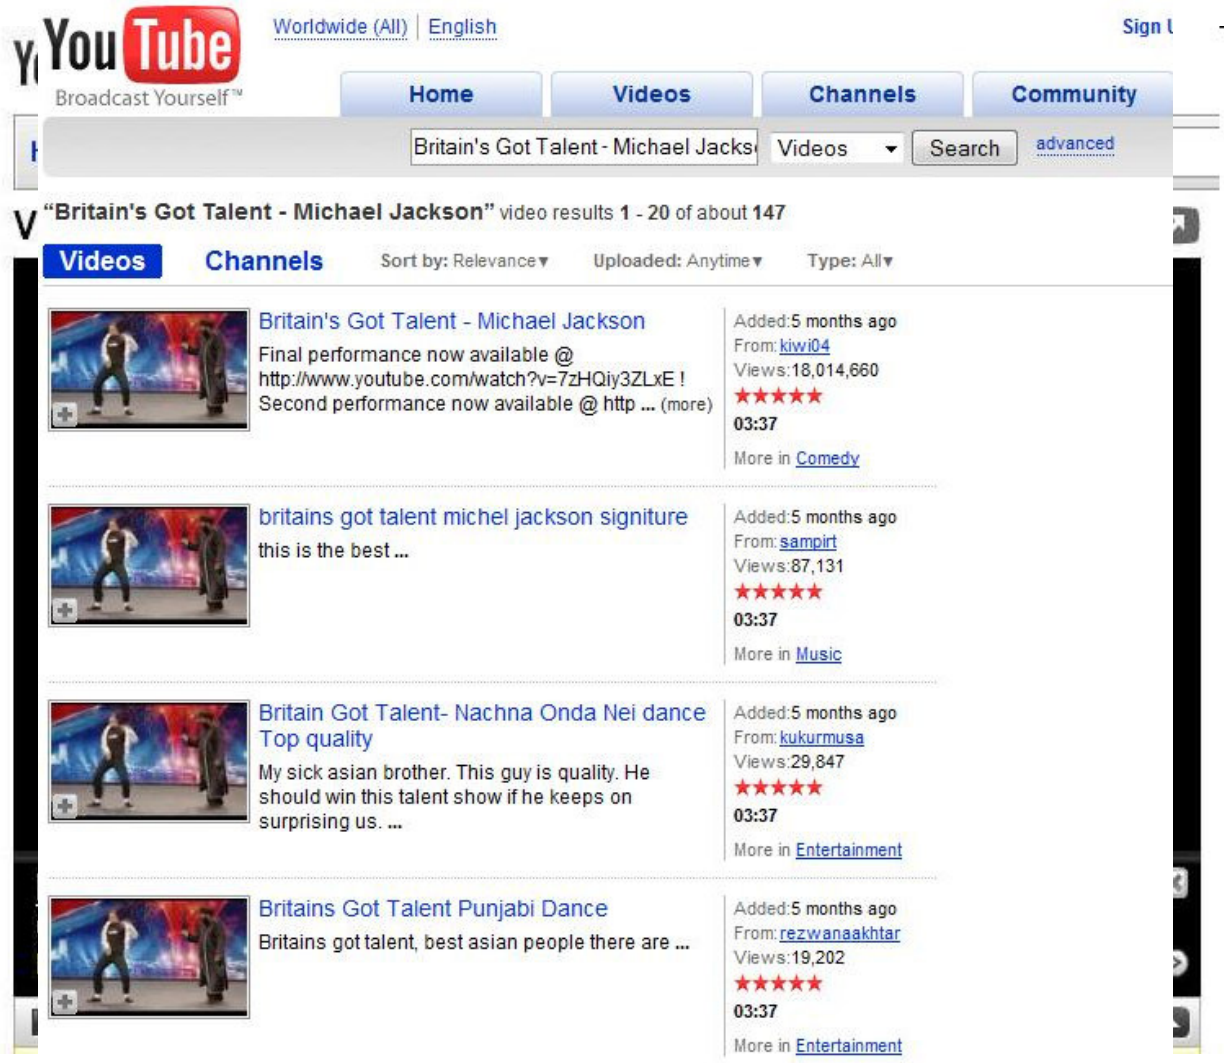 YouTube
Broadcast Yourself™
Worldwide (All) English
Sign
Home Videos Channels Community
Britain's Got Talent - Michael Jackso Videos Search advanced
“Britain's Got Talent - Michael Jackson” video results 1 - 20 of about 147
Videos Channels Sort by: Relevance▼ Uploaded: Anytime▼ Type: All▼
Britain's Got Talent - Michael Jackson
Final performance now available @
http://www.youtube.com/watch?v=7zHQiy3ZLxE !
Second performance now available @ http ... (more)
Added:5 months ago
From:kiwi04
Views:18,014,660
★★★★★
03:37
More in Comedy
britains got talent michel jackson signiture
this is the best ...
Added:5 months ago
From:sampirt
Views:87,131
★★★★★
03:37
More in Music
Britain Got Talent- Nachna Onda Nei dance
Top quality
My sick asian brother. This guy is quality. He
should win this talent show if he keeps on
surprising us. ...
Added:5 months ago
From:kukurmusa
Views:29,847
★★★★★
03:37
More in Entertainment
Britains Got Talent Punjabi Dance
Britains got talent, best asian people there are ...
Added:5 months ago
From:rezwanaakhtar
Views:19,202
★★★★★
03:37
More in Entertainment